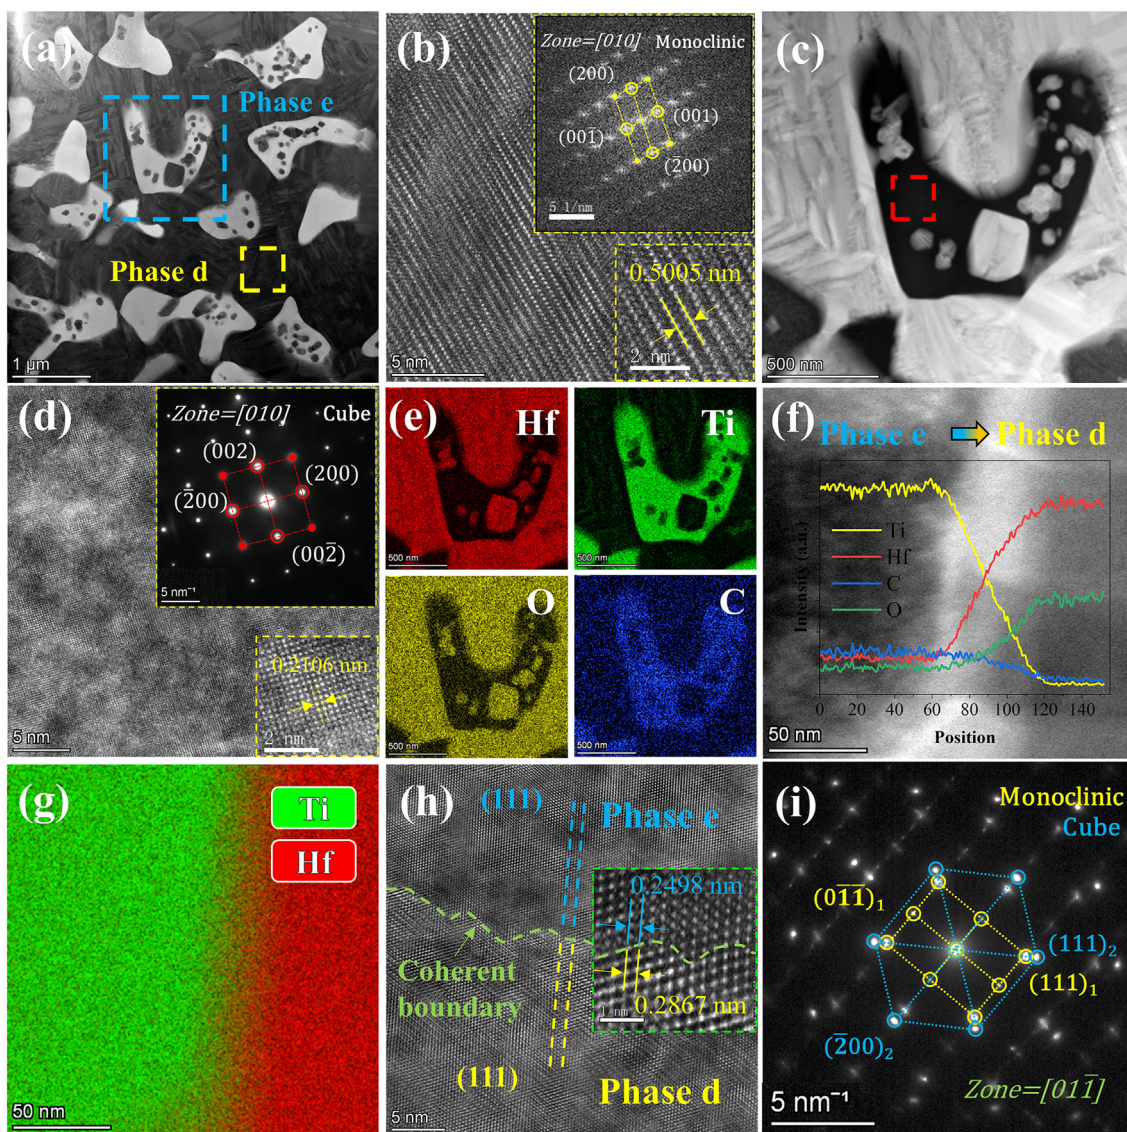 (a)
Phase e
Phase d
1 μm
(b)
Zone=[010] Monoclinic
(200)
(001)
(001̄)
(2̄00)
5 1/nm
0.5005 nm
2 nm
5 nm
(c)
500 nm
(d)
Zone=[010] Cube
(002)
(200)
(2̄00)
(002̄)
5 nm⁻¹
0.2106 nm
2 nm
5 nm
(e)
Hf
500 nm
Ti
500 nm
O
500 nm
C
500 nm
(f)
Phase e
Phase d
Intensity (a.u.)
Ti
Hf
C
O
0 20 40 60 80 100 120 140
Position
50 nm
(g)
Ti
Hf
50 nm
(h)
(111)
Phase e
0.2498 nm
Coherent
boundary
0.2867 nm
1 nm
(111)
Phase d
5 nm
(i)
Monoclinic
Cube
(01̄1̄)₁
(111)₂
(111)₁
(2̄00)₂
Zone=[011̄]
5 nm⁻¹